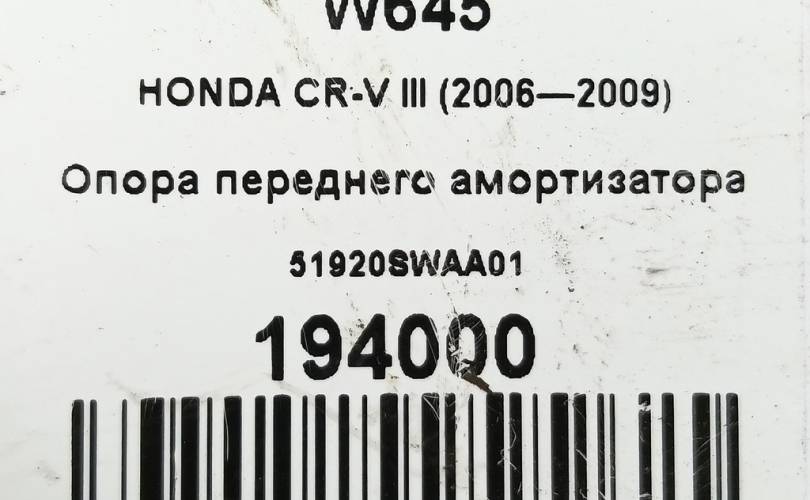 W645
HONDA CR-V III (2006—2009)
Опора переднего амортизатора
51920SWAA01
194000